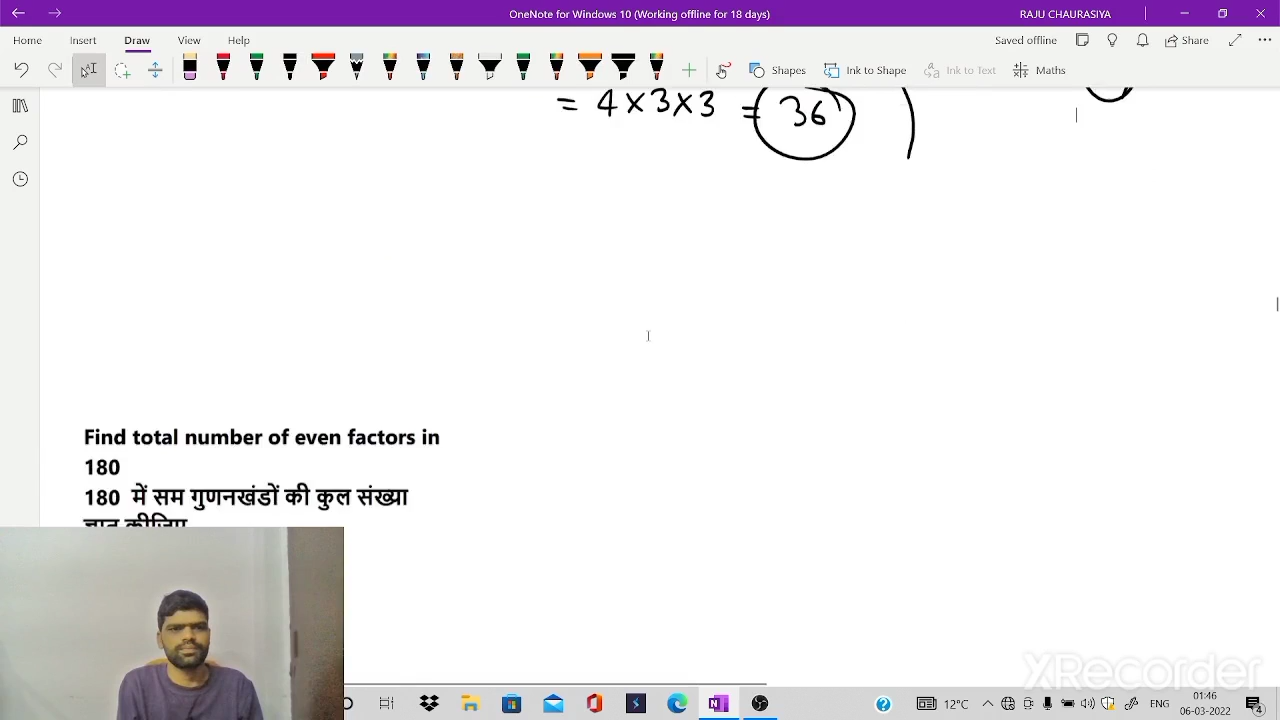 OneNote for Windows 10 (Working offline for 18 days)
RAJU CHAURASIYA
Home Insert Draw View Help
Saved offline
Share
Shapes
Ink to Shape
Ink to Text
Maths
= 4 × 3 × 3 = 36
Find total number of even factors in
180
180 में सम गुणनखंडों की कुल संख्या
ज्ञात कीजिए
XRecorder
12°C
ENG
01:46
06-03-2022
4